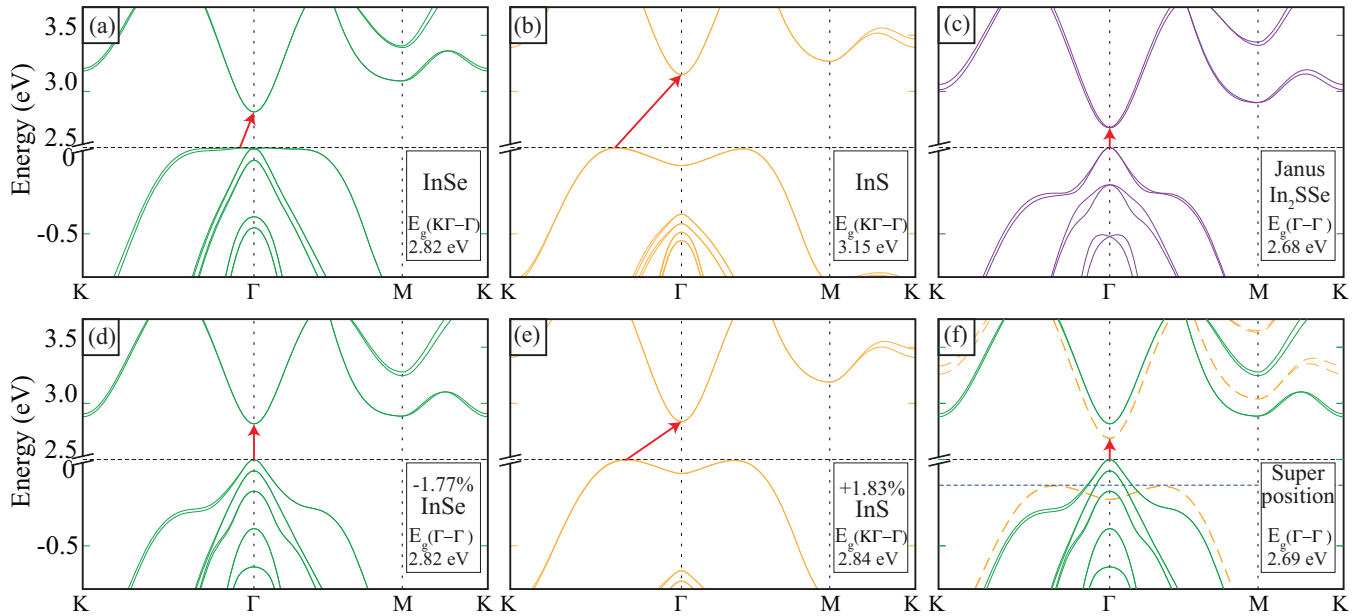 (a)
(b)
(c)
Energy (eV)
3.5
3.0
2.5
0
-0.5
InSe
E_g(KΓ−Γ)
2.82 eV
InS
E_g(KΓ−Γ)
3.15 eV
Janus
In₂SSe
E_g(Γ−Γ)
2.68 eV
K Γ M K
K Γ M K
K Γ M K
(d)
(e)
(f)
Energy (eV)
3.5
3.0
2.5
0
-0.5
-1.77%
InSe
E_g(Γ−Γ)
2.82 eV
+1.83%
InS
E_g(KΓ−Γ)
2.84 eV
Super
position
E_g(Γ−Γ)
2.69 eV
K Γ M K
K Γ M K
K Γ M K